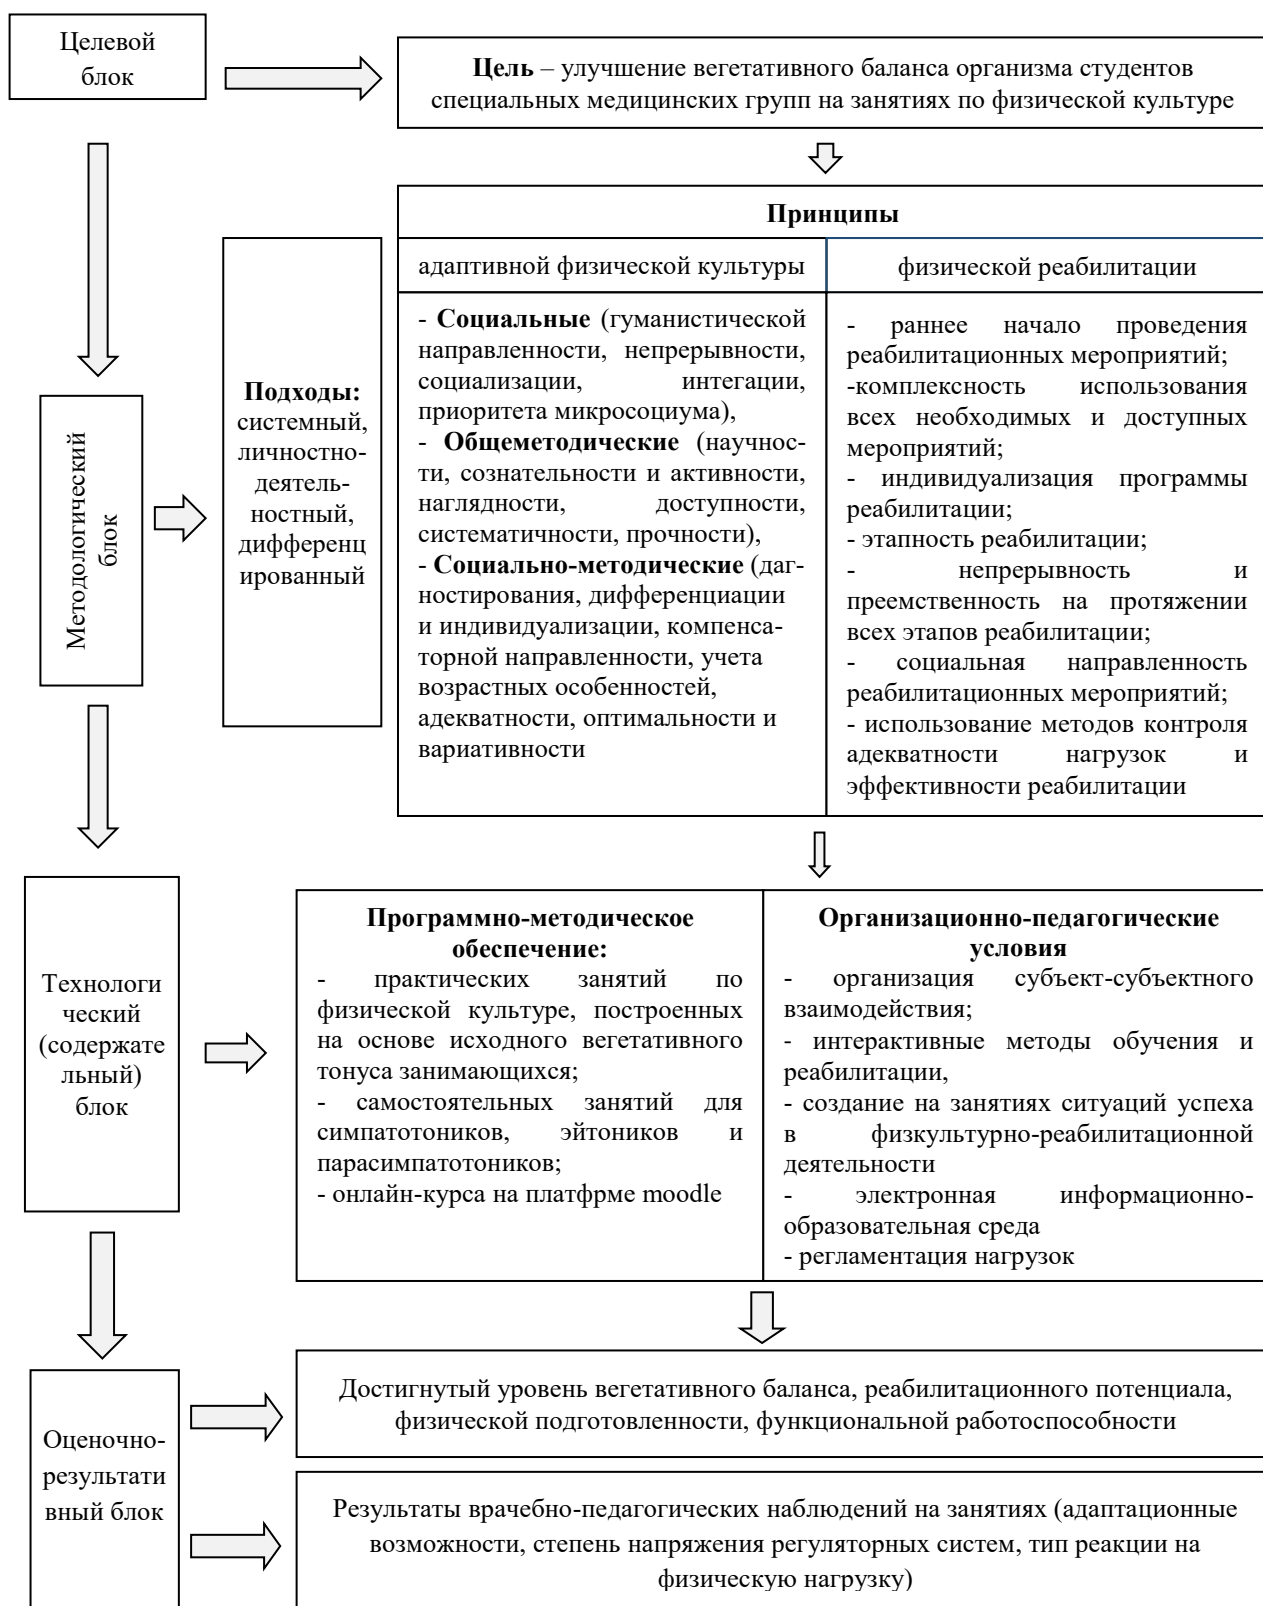 Целевой
блок
Цель – улучшение вегетативного баланса организма студентов
специальных медицинских групп на занятиях по физической культуре
Методологический
блок
Подходы:
системный,
личностно-
деятель-
ностный,
дифференц
ированный
Принципы
адаптивной физической культуры
- Социальные (гуманистической
направленности, непрерывности,
социализации, интегации,
приоритета микросоциума),
- Общеметодические (научнос-
ти, сознательности и активности,
наглядности, доступности,
систематичности, прочности),
- Социально-методические (даг-
ностирования, дифференциации
и индивидуализации, компенса-
торной направленности, учета
возрастных особенностей,
адекватности, оптимальности и
вариативности
физической реабилитации
- раннее начало проведения
реабилитационных мероприятий;
-комплексность использования
всех необходимых и доступных
мероприятий;
- индивидуализация программы
реабилитации;
- этапность реабилитации;
- непрерывность и
преемственность на протяжении
всех этапов реабилитации;
- социальная направленность
реабилитационных мероприятий;
- использование методов контроля
адекватности нагрузок и
эффективности реабилитации
Технологи
ческий
(содержате
льный)
блок
Программно-методическое
обеспечение:
- практических занятий по
физической культуре, построенных
на основе исходного вегетативного
тонуса занимающихся;
- самостоятельных занятий для
симпатотоников, эйтоников и
парасимпатотоников;
- онлайн-курса на платфрме moodle
Организационно-педагогические
условия
- организация субъект-субъектного
взаимодействия;
- интерактивные методы обучения и
реабилитации,
- создание на занятиях ситуаций успеха
в физкультурно-реабилитационной
деятельности
- электронная информационно-
образовательная среда
- регламентация нагрузок
Оценочно-
результати
вный блок
Достигнутый уровень вегетативного баланса, реабилитационного потенциала,
физической подготовленности, функциональной работоспособности
Результаты врачебно-педагогических наблюдений на занятиях (адаптационные
возможности, степень напряжения регуляторных систем, тип реакции на
физическую нагрузку)